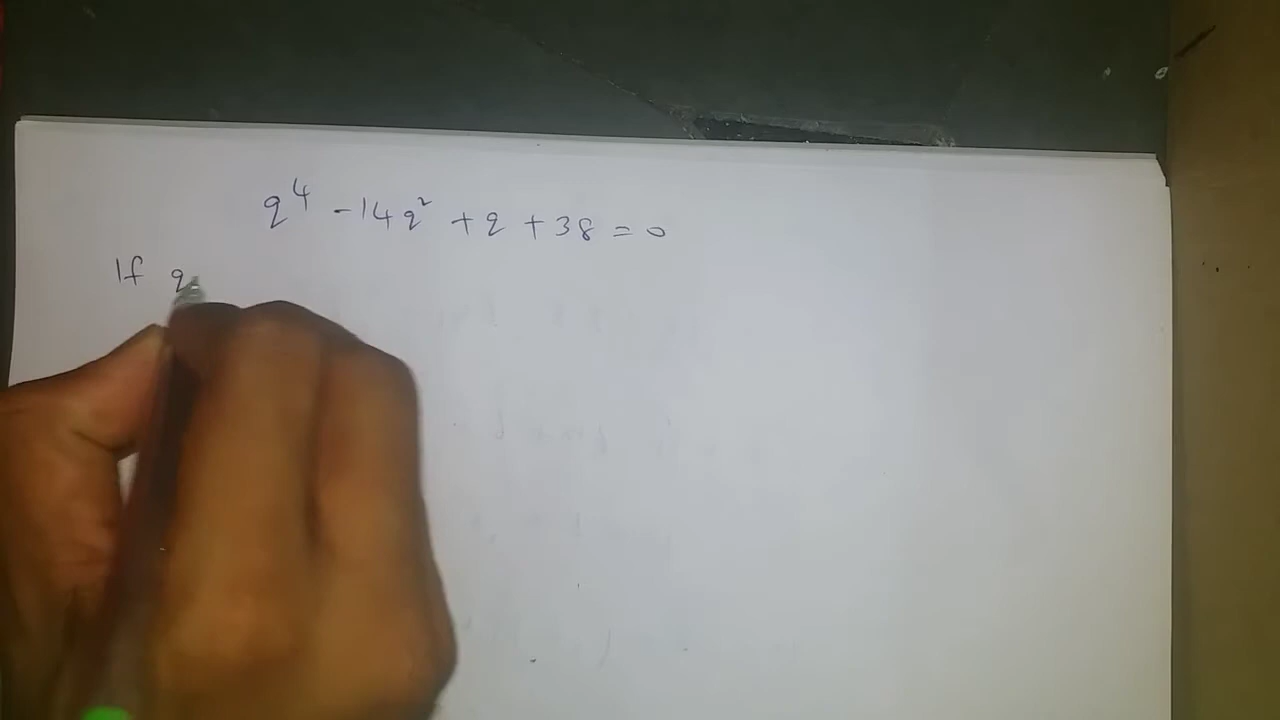 q⁴ - 14q² + q + 38 = 0
If q